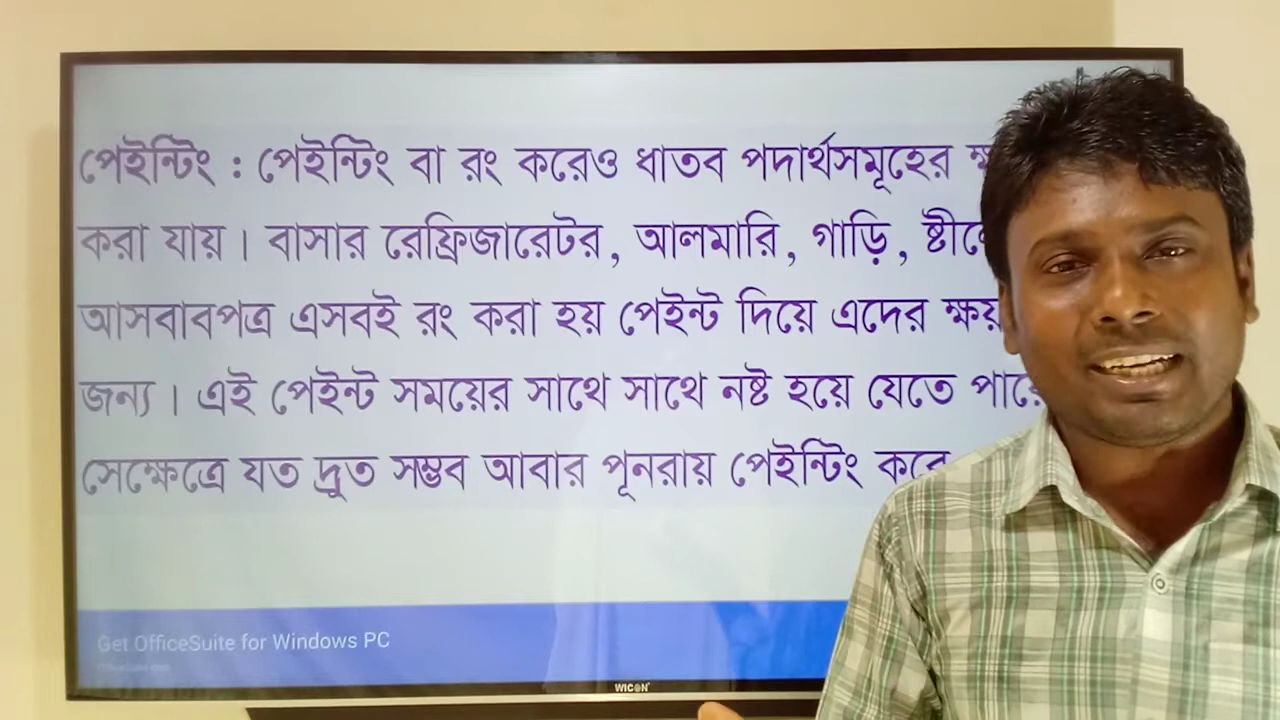 পেইন্টিং : পেইন্টিং বা রং করেও ধাতব পদার্থসমূহের
করা যায়। বাসার রেফ্রিজারেটর, আলমারি, গাড়ি,
আসবাবপত্র এসবই রং করা হয় পেইন্ট দিয়ে এদের ক্ষয়
জন্য। এই পেইন্ট সময়ের সাথে সাথে নষ্ট হয়ে যেতে পারে
সেক্ষেত্রে যত দ্রুত সম্ভব আবার পূনরায় পেইন্টিং করে
Get OfficeSuite for Windows PC
WICON